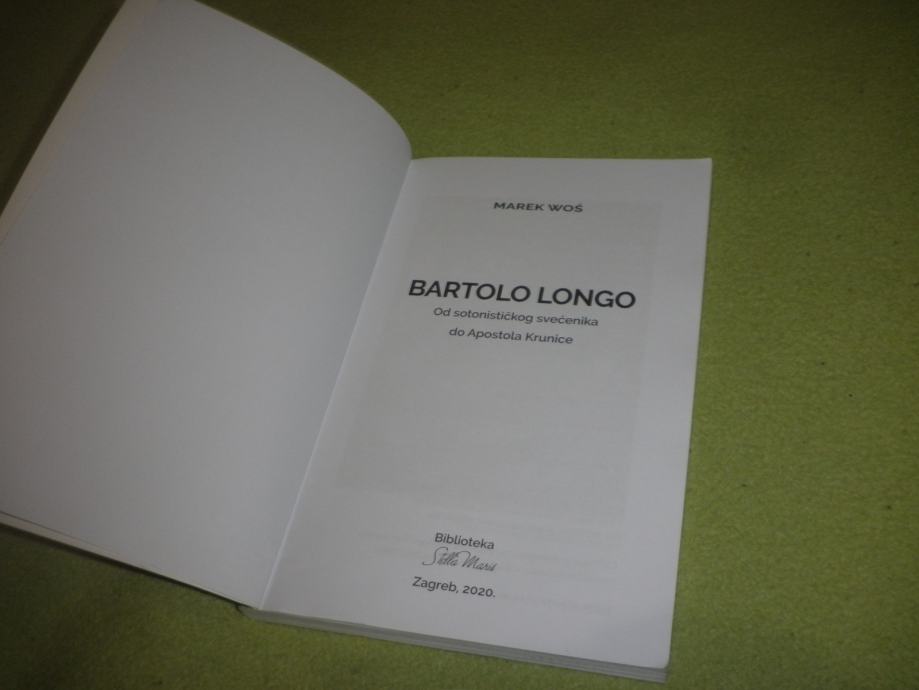 MAREK WOŚ
BARTOLO LONGO
Od sotonističkog svećenika
do Apostola Krunice
Biblioteka
Stella Maris
Zagreb, 2020.